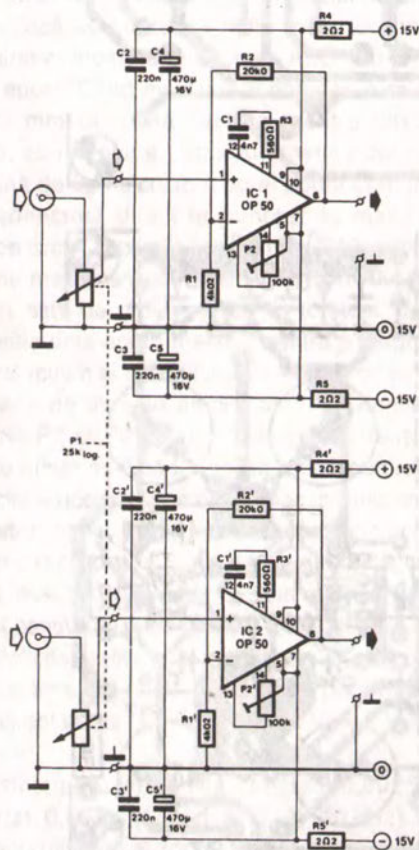 R4
2Ω2
+
15V
C2
C4
220n
470µ
16V
R2
20k0
C1
R3
4n7
560Ω
12
11
1
+
9
10
IC 1
OP 50
6
2
−
14
5
7
13
P2
100k
R1
4k02
0
15V
C3
C5
220n
470µ
16V
R5
2Ω2
−
15V
P1
25k log.
R4'
2Ω2
+
15V
C2'
C4'
220n
470µ
16V
R2'
20k0
C1'
R3'
4n7
560Ω
12
11
1
+
9
10
IC 2
OP 50
6
2
−
14
5
7
13
P2'
100k
R1'
4k02
0
C3'
C5'
220n
470µ
16V
R5'
2Ω2
−
15V